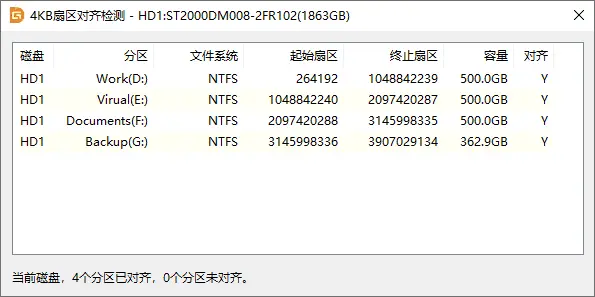 4KB扇区对齐检测 - HD1:ST2000DM008-2FR102(1863GB)
磁盘 分区 文件系统 起始扇区 终止扇区 容量 对齐
HD1 Work(D:) NTFS 264192 1048842239 500.0GB Y
HD1 Virual(E:) NTFS 1048842240 2097420287 500.0GB Y
HD1 Documents(F:) NTFS 2097420288 3145998335 500.0GB Y
HD1 Backup(G:) NTFS 3145998336 3907029134 362.9GB Y
当前磁盘，4个分区已对齐，0个分区未对齐。